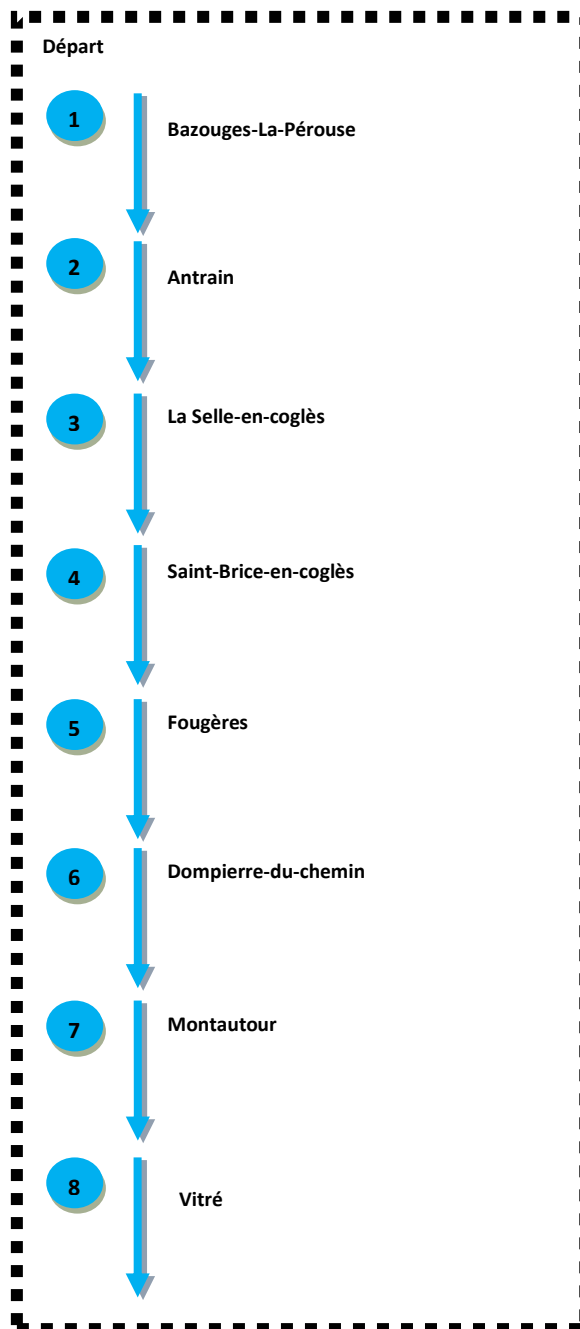 Départ
1
Bazouges-La-Pérouse
2
Antrain
3
La Selle-en-coglès
4
Saint-Brice-en-coglès
5
Fougères
6
Dompierre-du-chemin
7
Montautour
8
Vitré